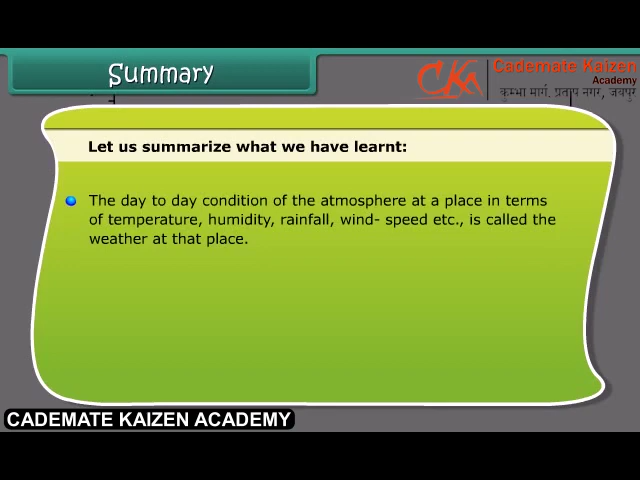 Summary
Cademate Kaizen
Academy
कुम्भा मार्ग, प्रताप नगर, जयपुर
Let us summarize what we have learnt:
The day to day condition of the atmosphere at a place in terms
of temperature, humidity, rainfall, wind- speed etc., is called the
weather at that place.
CADEMATE KAIZEN ACADEMY